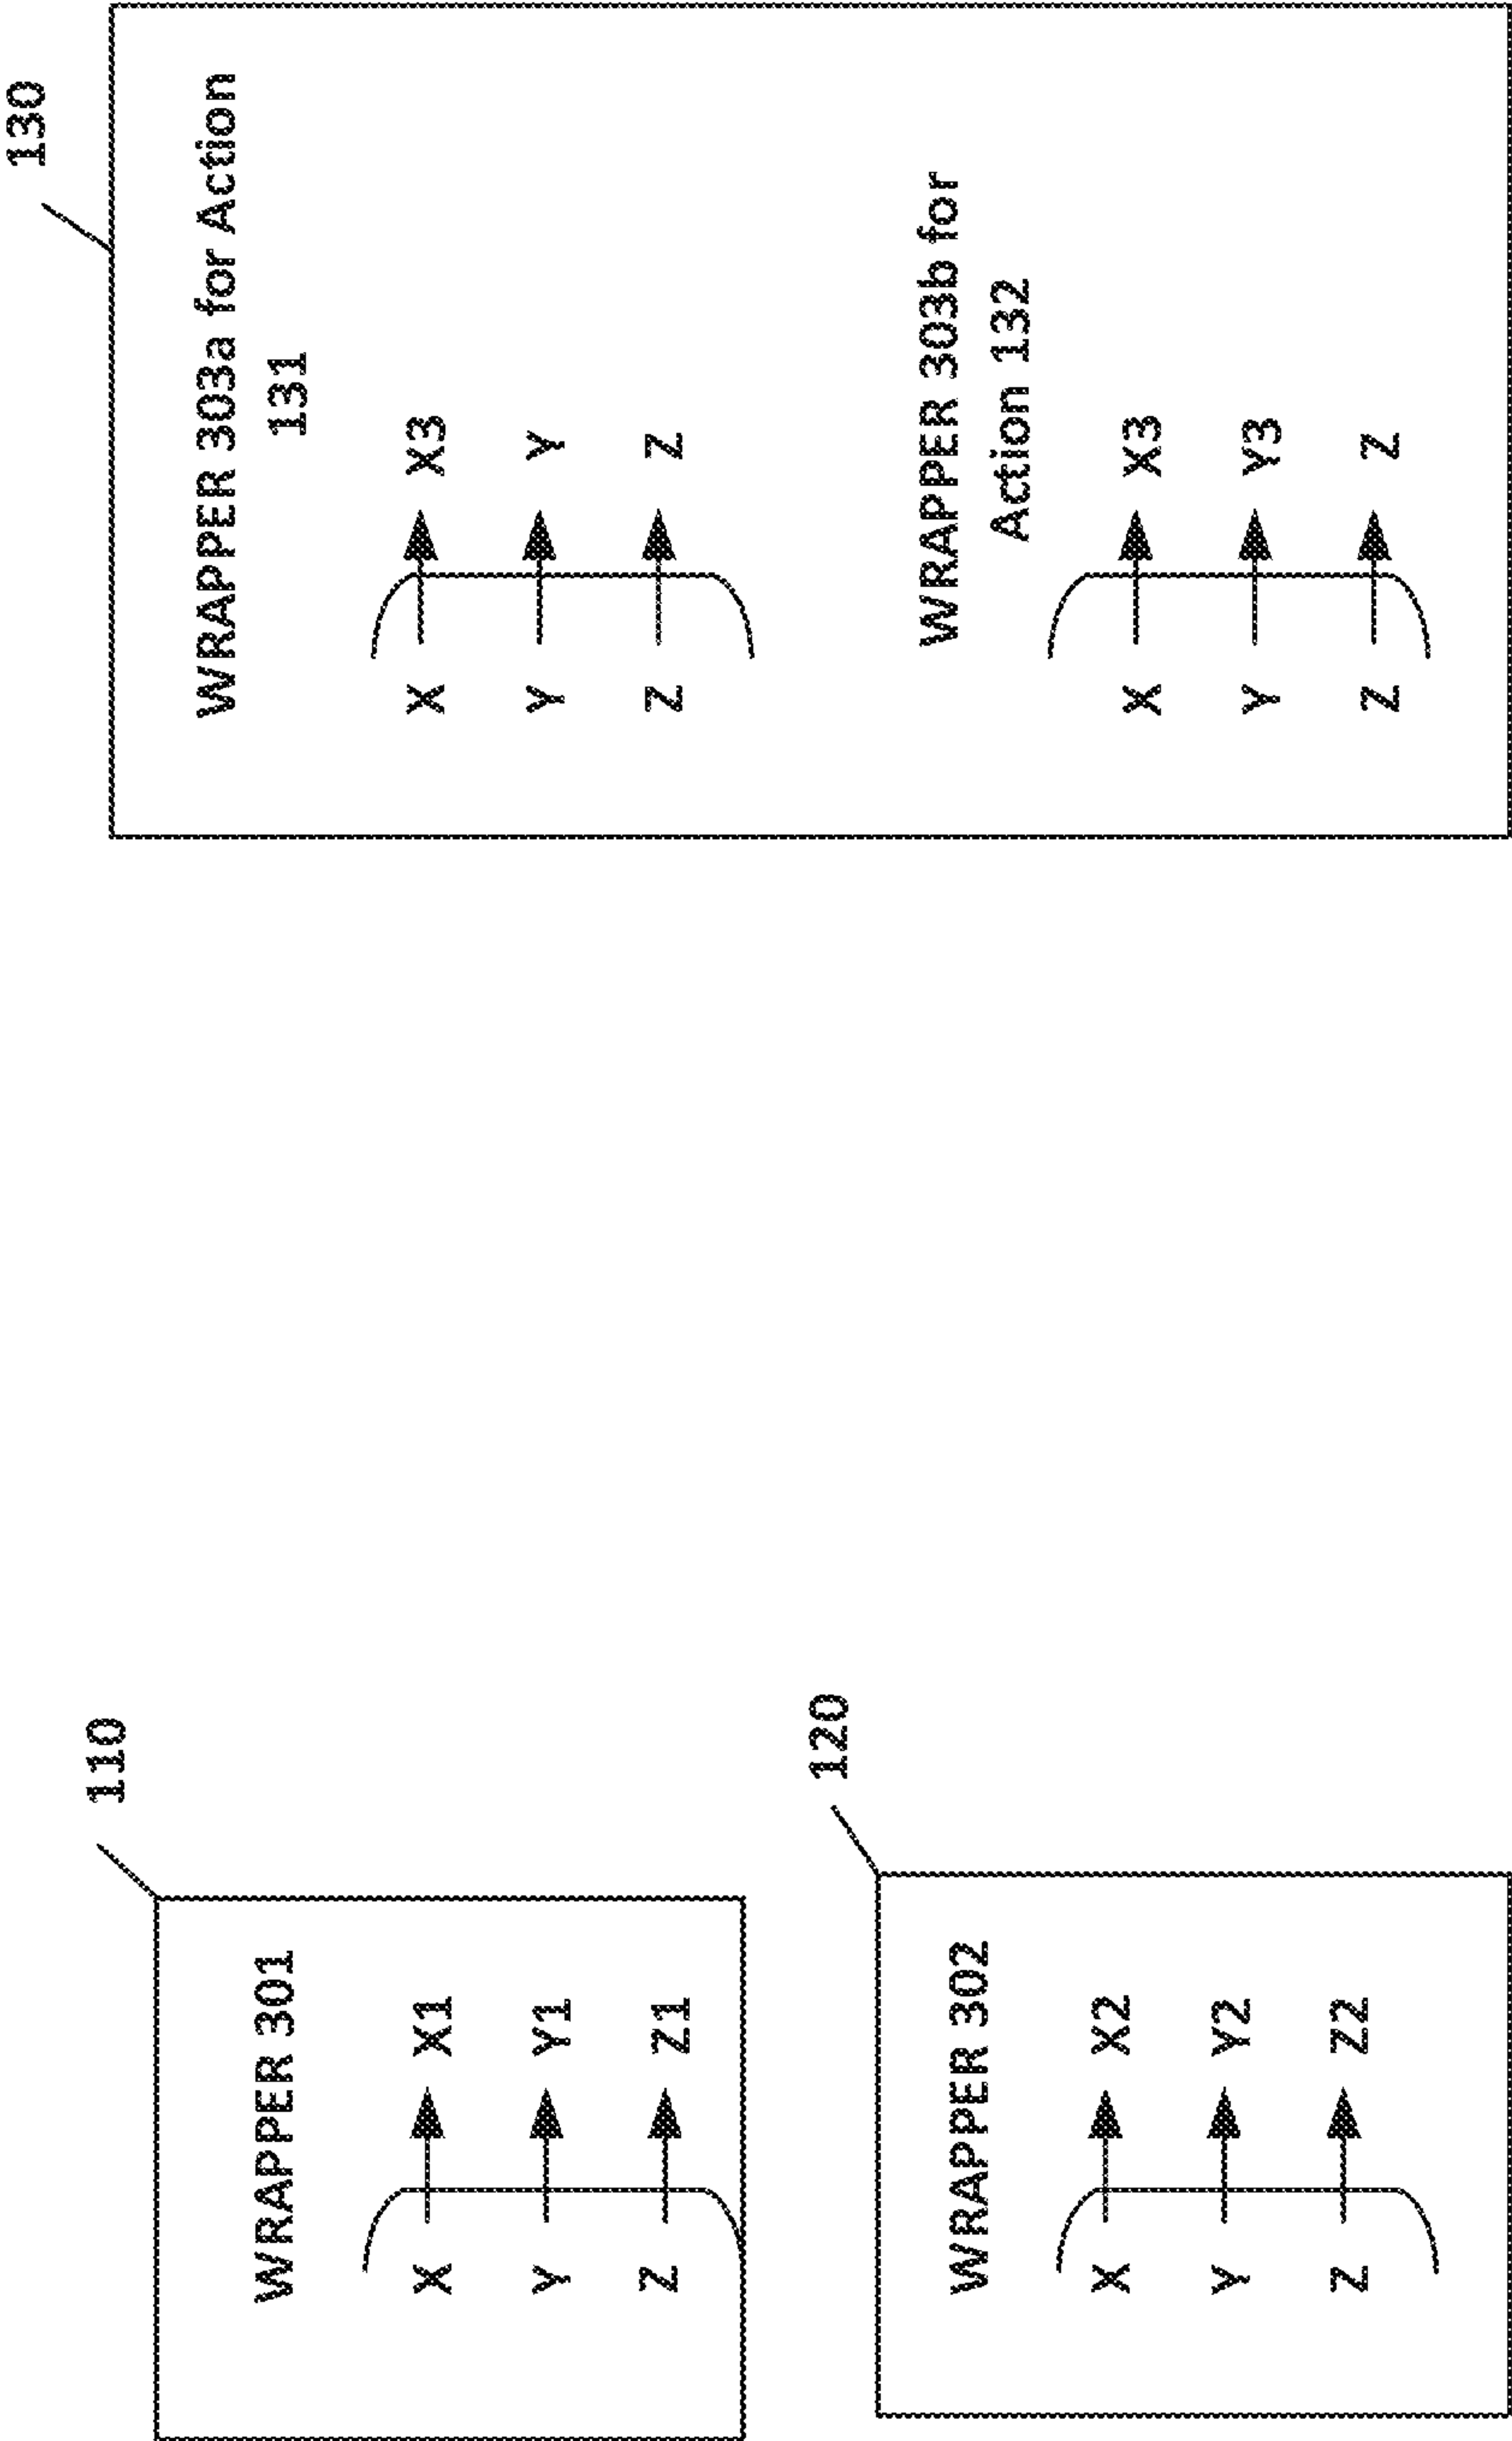 110
WRAPPER 301
X X1
Y Y1
Z Z1
120
WRAPPER 302
X X2
Y Y2
Z Z2
130
WRAPPER 303a for Action
131
X X3
Y Y
Z Z
WRAPPER 303b for
Action 132
X X3
Y Y3
Z Z